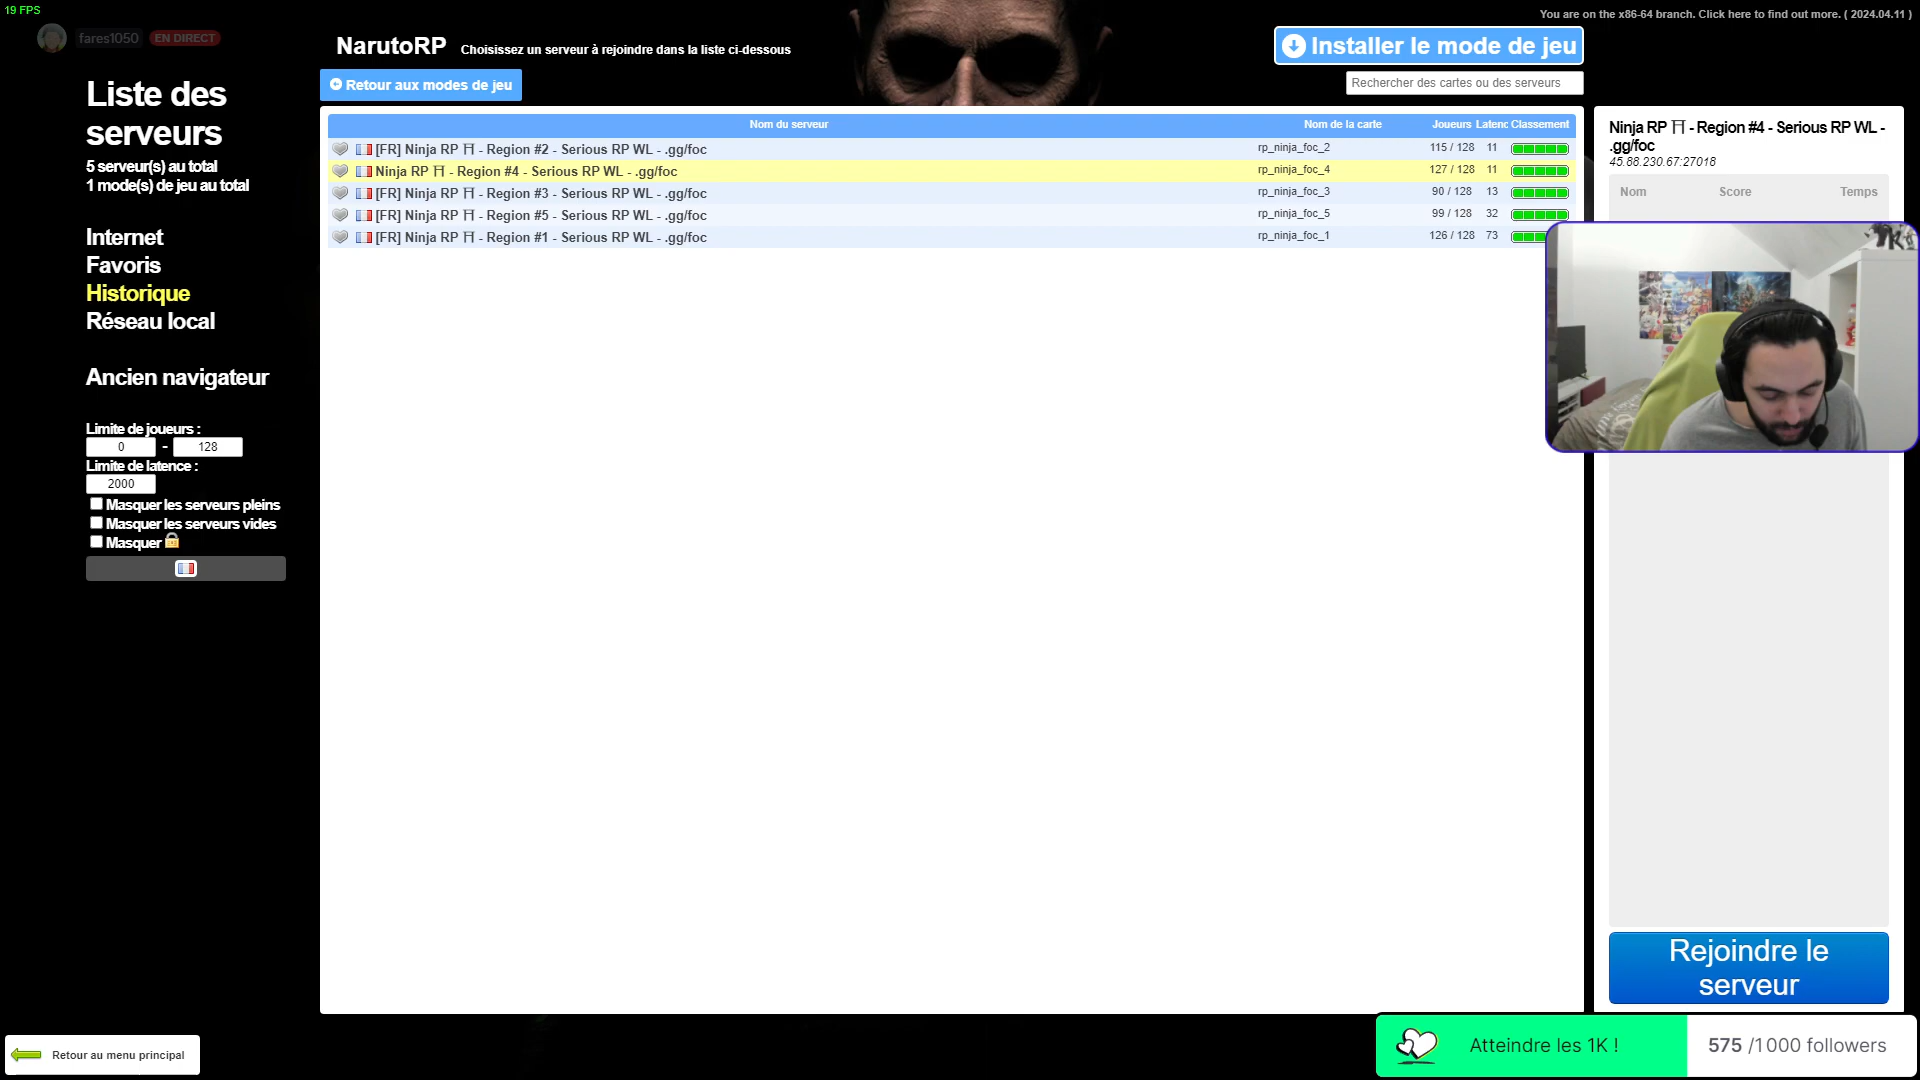 19 FPS
You are on the x86-64 branch. Click here to find out more. ( 2024.04.11 )
fares1050 EN DIRECT
NarutoRP Choisissez un serveur à rejoindre dans la liste ci-dessous
Installer le mode de jeu
Retour aux modes de jeu
Rechercher des cartes ou des serveurs
Liste des
serveurs
5 serveur(s) au total
1 mode(s) de jeu au total
Internet
Favoris
Historique
Réseau local
Ancien navigateur
Limite de joueurs :
0 - 128
Limite de latence :
2000
Masquer les serveurs pleins
Masquer les serveurs vides
Masquer
Nom du serveur Nom de la carte Joueurs Latenc Classement
[FR] Ninja RP ⛩ - Region #2 - Serious RP WL - .gg/foc rp_ninja_foc_2 115 / 128 11
Ninja RP ⛩ - Region #4 - Serious RP WL - .gg/foc rp_ninja_foc_4 127 / 128 11
[FR] Ninja RP ⛩ - Region #3 - Serious RP WL - .gg/foc rp_ninja_foc_3 90 / 128 13
[FR] Ninja RP ⛩ - Region #5 - Serious RP WL - .gg/foc rp_ninja_foc_5 99 / 128 32
[FR] Ninja RP ⛩ - Region #1 - Serious RP WL - .gg/foc rp_ninja_foc_1 126 / 128 73
Ninja RP ⛩ - Region #4 - Serious RP WL -
.gg/foc
45.88.230.67:27018
Nom Score Temps
Rejoindre le
serveur
Retour au menu principal
Atteindre les 1K ! 575 /1000 followers